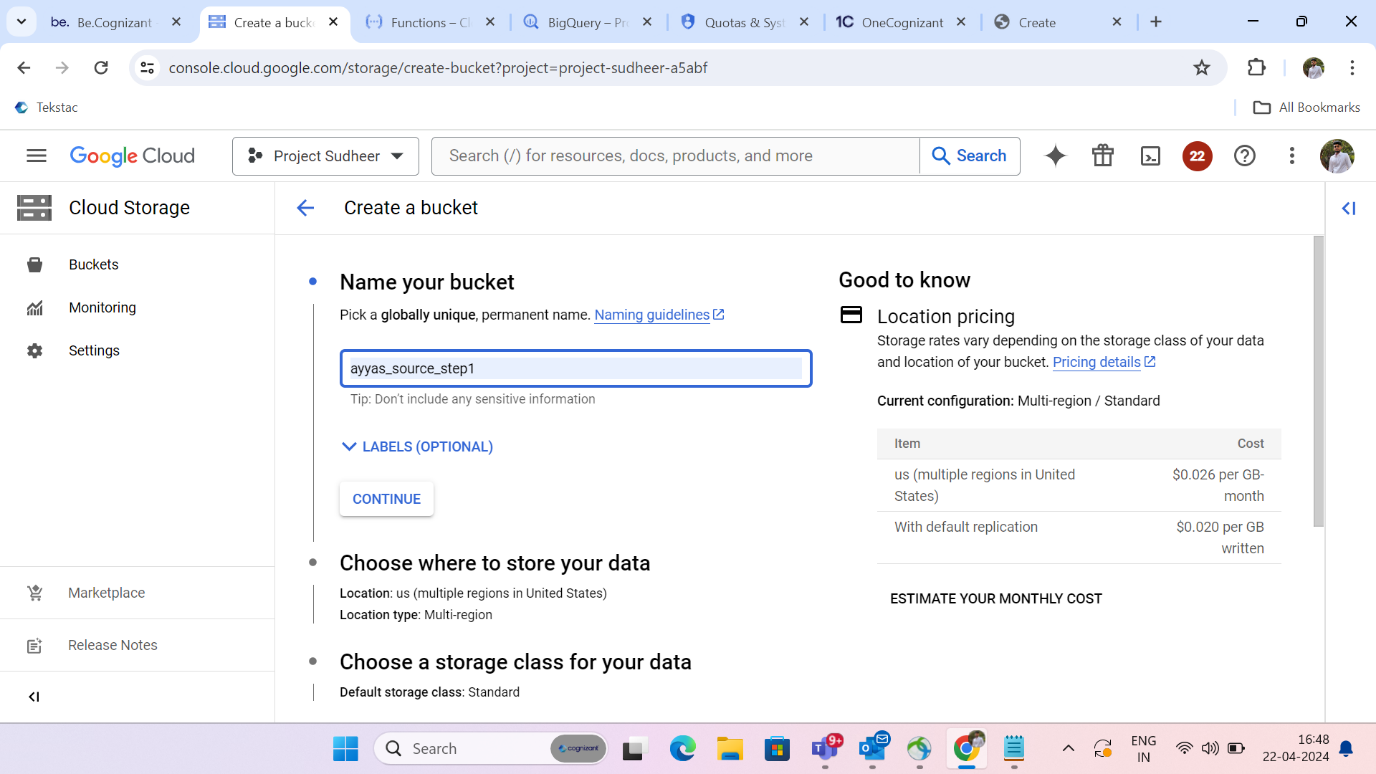 be. Be.Cognizant
Create a bucke
Functions – Cl
BigQuery – Pr
Quotas & Syst
1C OneCognizant
Create
console.cloud.google.com/storage/create-bucket?project=project-sudheer-a5abf
Tekstac
All Bookmarks
Google Cloud
Project Sudheer
Search (/) for resources, docs, products, and more
Search
22
Cloud Storage
Create a bucket
Buckets
Monitoring
Settings
Marketplace
Release Notes
Name your bucket
Pick a globally unique, permanent name. Naming guidelines
ayyas_source_step1
Tip: Don't include any sensitive information
LABELS (OPTIONAL)
CONTINUE
Choose where to store your data
Location: us (multiple regions in United States)
Location type: Multi-region
Choose a storage class for your data
Default storage class: Standard
Good to know
Location pricing
Storage rates vary depending on the storage class of your data
and location of your bucket. Pricing details
Current configuration: Multi-region / Standard
Item Cost
us (multiple regions in United $0.026 per GB-
States) month
With default replication $0.020 per GB
written
ESTIMATE YOUR MONTHLY COST
Search
cognizant
9+
ENG
IN
16:48
22-04-2024